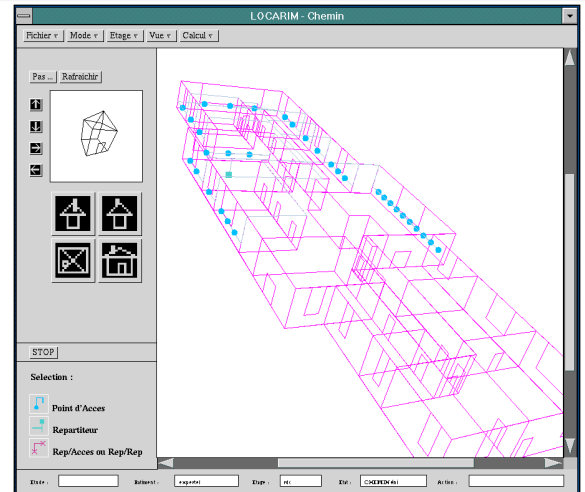 LOCARIM - Chemin
Fichier Mode Etage Vue Calcul
Pas ... Rafraichir
STOP
Selection :
Point d'Acces
Repartiteur
Rep/Acces ou Rep/Rep
Etude : Batiment : Etage : rdc Etat : Action :